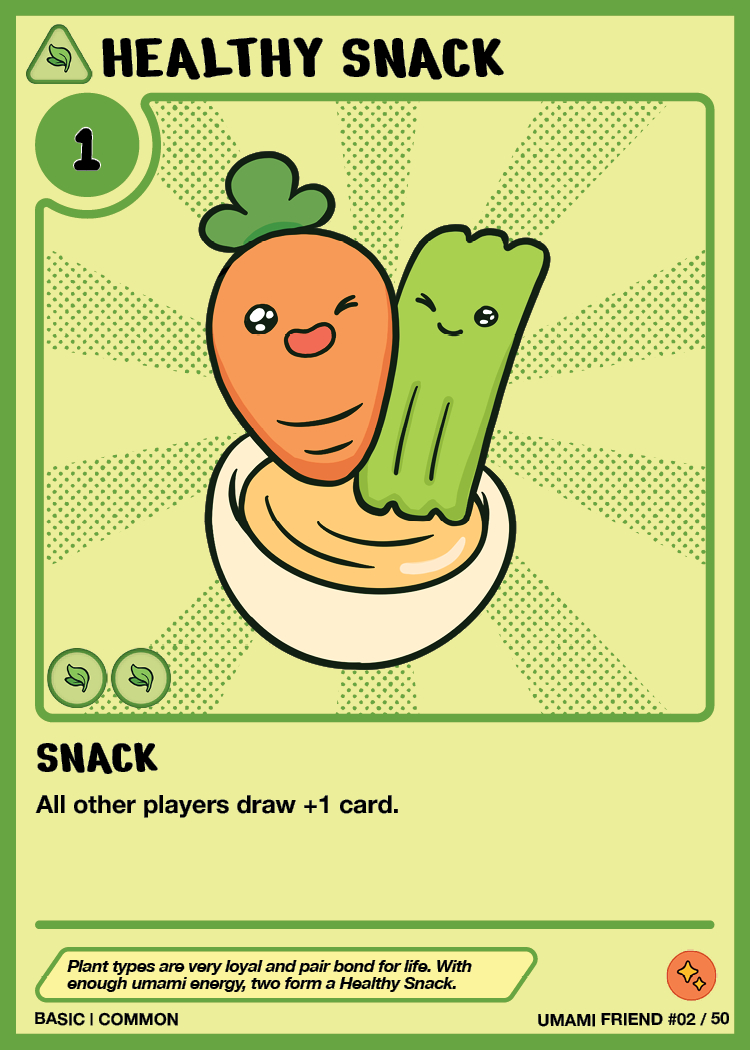 HEALTHY SNACK
1
SNACK
All other players draw +1 card.
Plant types are very loyal and pair bond for life. With
enough umami energy, two form a Healthy Snack.
BASIC | COMMON
UMAMI FRIEND #02 / 50